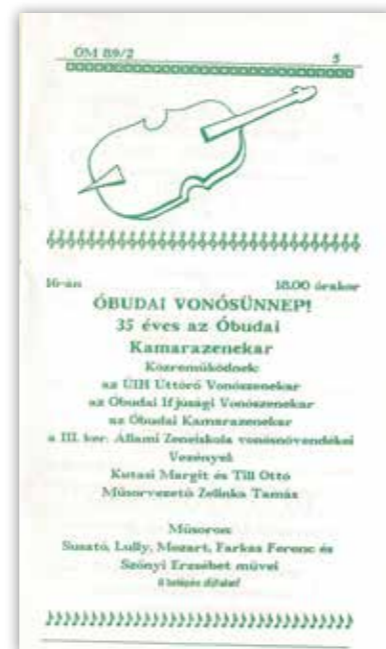 ÓM 89/2 5
16-án 18.00 órakor
ÓBUDAI VONÓSÜNNEP!
35 éves az Óbudai
Kamarazenekar
Közreműködnek:
az ÚIH Úttörő Vonószenekar
az Óbudai Ifjúsági Vonószenekar
az Óbudai Kamarazenekar
a III. ker. Állami Zeneiskola vonósnövendékei
Vezényel:
Kutasi Margit és Till Ottó
Műsorvezető Zelinka Tamás
Műsoron:
Susató, Lully, Mozart, Farkas Ferenc és
Szőnyi Erzsébet művei
A belépés díjtalan!